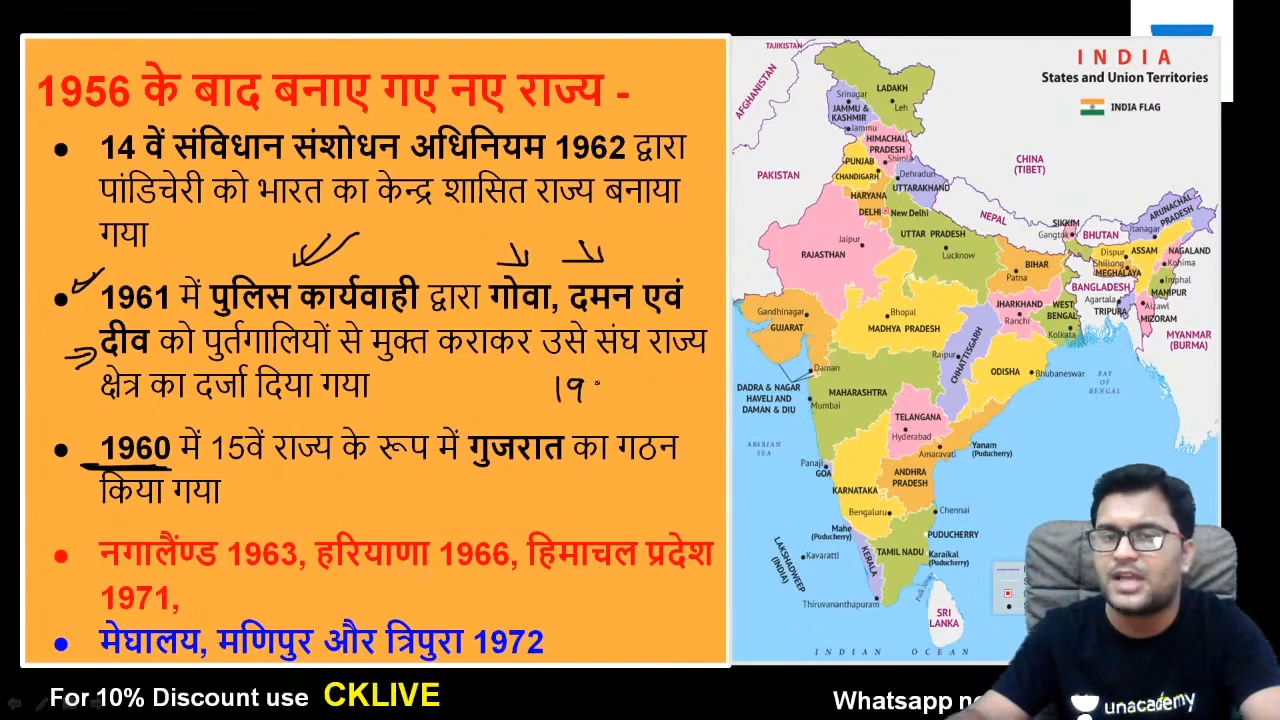 1956 के बाद बनाए गए नए राज्य -
● 14 वें संविधान संशोधन अधिनियम 1962 द्वारा
पांडिचेरी को भारत का केन्द्र शासित राज्य बनाया
गया
● 1961 में पुलिस कार्यवाही द्वारा गोवा, दमन एवं
दीव को पुर्तगालियों से मुक्त कराकर उसे संघ राज्य
क्षेत्र का दर्जा दिया गया
19
● 1960 में 15वें राज्य के रूप में गुजरात का गठन
किया गया
● नगालैंण्ड 1963, हरियाणा 1966, हिमाचल प्रदेश
1971,
● मेघालय, मणिपुर और त्रिपुरा 1972
INDIA
States and Union Territories
INDIA FLAG
TAJIKISTAN
AFGHANISTAN
PAKISTAN
CHINA
(TIBET)
NEPAL
BHUTAN
BANGLADESH
MYANMAR
(BURMA)
SRI
LANKA
LADAKH
Leh
Srinagar
JAMMU &
KASHMIR
Jammu
HIMACHAL
PRADESH
Shimla
PUNJAB
CHANDIGARH
Dehradun
UTTARAKHAND
HARYANA
DELHI
New Delhi
UTTAR PRADESH
Lucknow
Jaipur
RAJASTHAN
BIHAR
Patna
SIKKIM
Gangtok
ARUNACHAL
PRADESH
Itanagar
Dispur
ASSAM
NAGALAND
Kohima
Shillong
MEGHALAYA
Imphal
MANIPUR
Agartala
TRIPURA
Aizawl
MIZORAM
Gandhinagar
GUJARAT
Bhopal
MADHYA PRADESH
JHARKHAND
Ranchi
WEST
BENGAL
Kolkata
Raipur
CHHATTISGARH
ODISHA
Bhubaneswar
Daman
DADRA & NAGAR
HAVELI AND
DAMAN & DIU
MAHARASHTRA
Mumbai
TELANGANA
Hyderabad
Amaravati
Yanam
(Puducherry)
ANDHRA
PRADESH
Panaji
GOA
KARNATAKA
Bengaluru
Chennai
Mahe
(Puducherry)
PUDUCHERRY
Karaikal
(Puducherry)
TAMIL NADU
KERALA
Kavaratti
LAKSHADWEEP
(INDIA)
Thiruvananthapuram
ARABIAN
SEA
BAY
OF
BENGAL
INDIAN OCEAN
For 10% Discount use CKLIVE
Whatsapp
unacademy